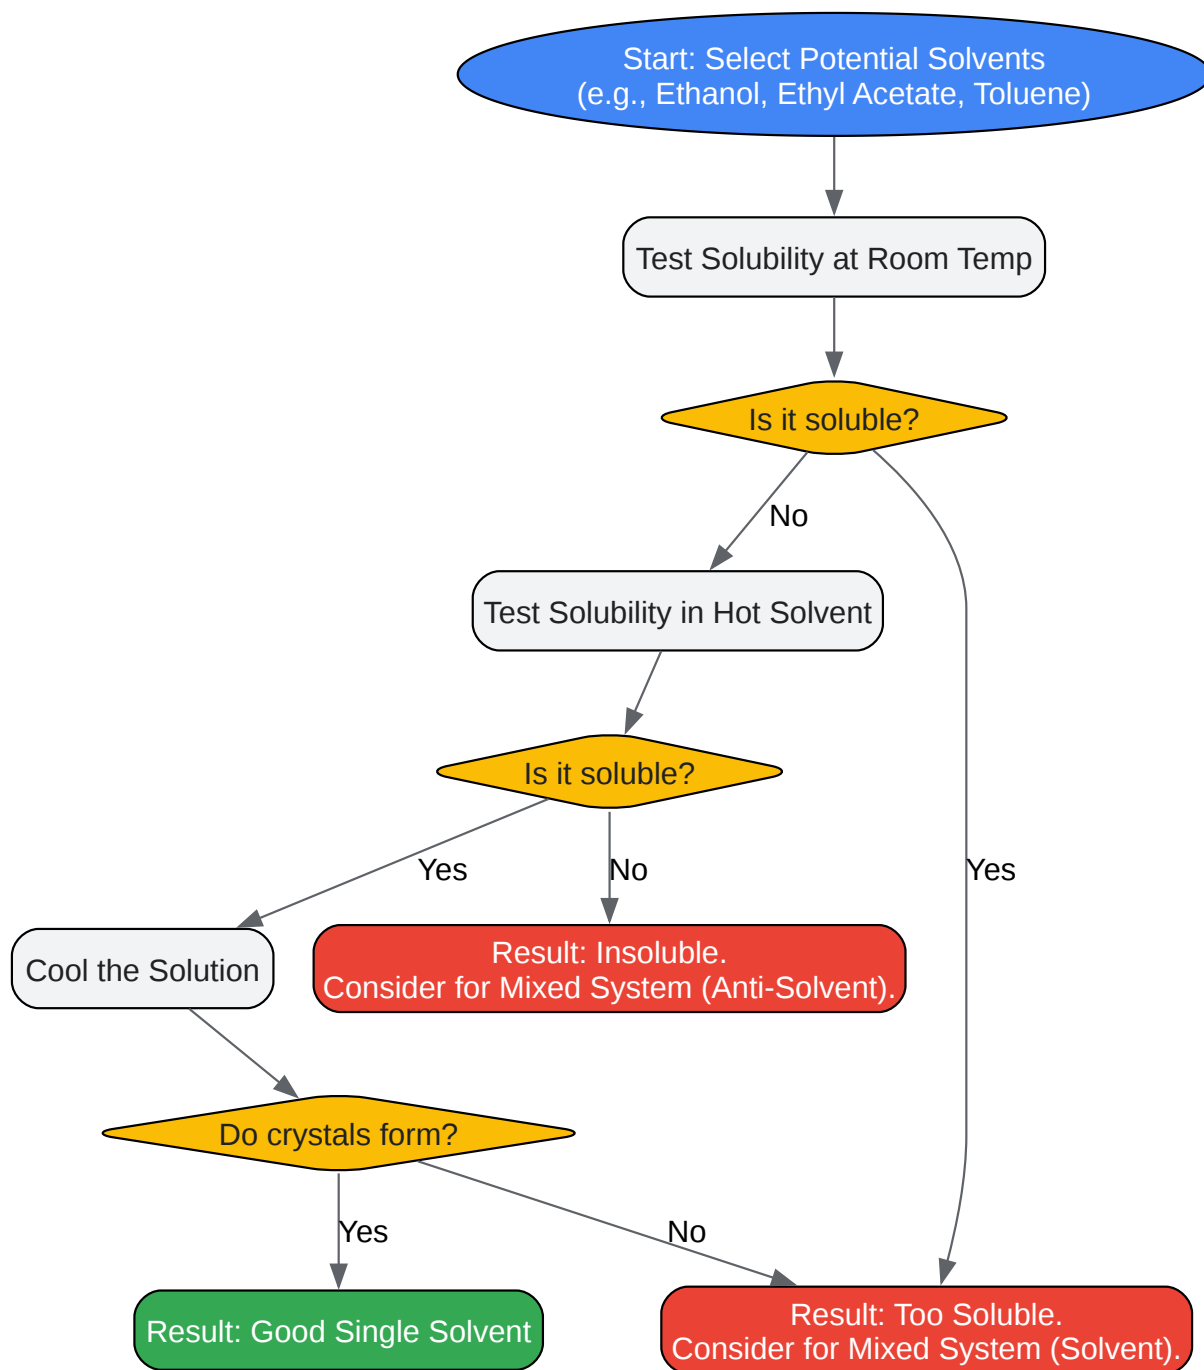 Start: Select Potential Solvents
(e.g., Ethanol, Ethyl Acetate, Toluene)
Test Solubility at Room Temp
Is it soluble?
No
Test Solubility in Hot Solvent
Is it soluble?
Yes
No
Yes
Result: Insoluble.
Consider for Mixed System (Anti-Solvent).
Cool the Solution
Do crystals form?
Yes
No
Result: Good Single Solvent
Result: Too Soluble.
Consider for Mixed System (Solvent).